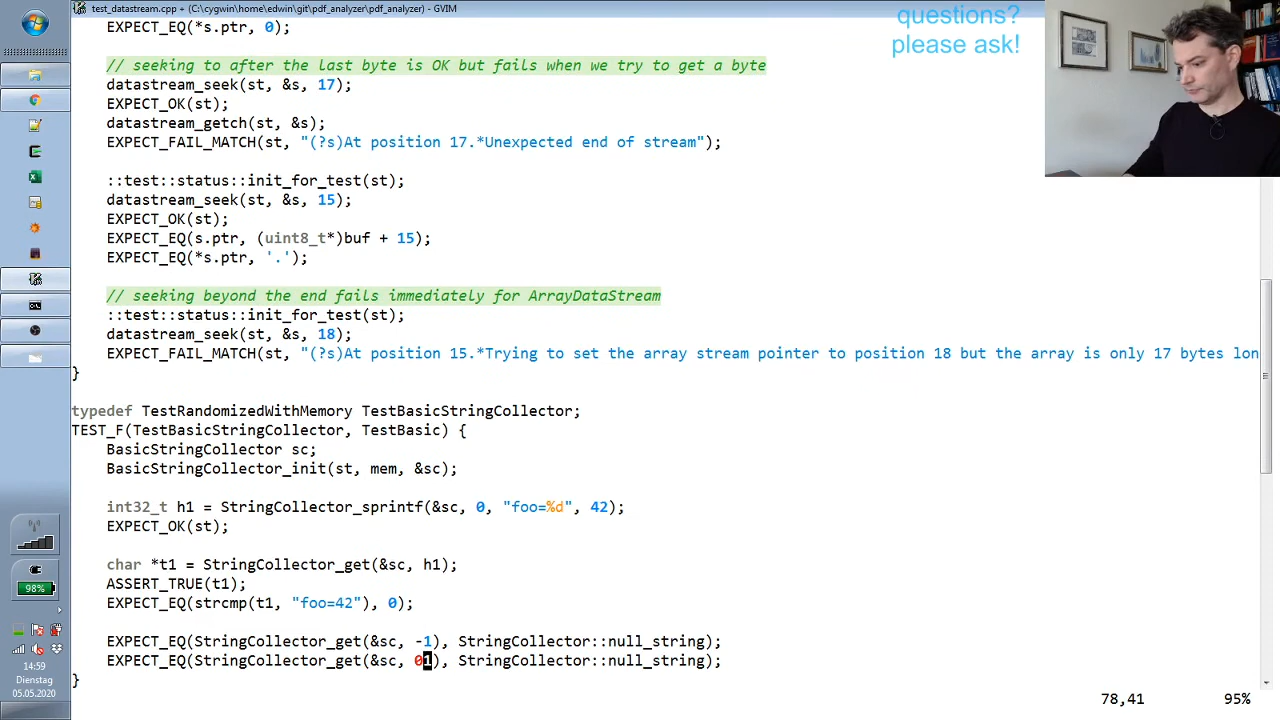 test_datastream.cpp + (C:\cygwin\home\edwin\git\pdf_analyzer\pdf_analyzer) - GVIM
questions?
please ask!
EXPECT_EQ(*s.ptr, 0);
// seeking to after the last byte is OK but fails when we try to get a byte
datastream_seek(st, &s, 17);
EXPECT_OK(st);
datastream_getch(st, &s);
EXPECT_FAIL_MATCH(st, "(?s)At position 17.*Unexpected end of stream");
::test::status::init_for_test(st);
datastream_seek(st, &s, 15);
EXPECT_OK(st);
EXPECT_EQ(s.ptr, (uint8_t*)buf + 15);
EXPECT_EQ(*s.ptr, '.');
// seeking beyond the end fails immediately for ArrayDataStream
::test::status::init_for_test(st);
datastream_seek(st, &s, 18);
EXPECT_FAIL_MATCH(st, "(?s)At position 15.*Trying to set the array stream pointer to position 18 but the array is only 17 bytes lon
}
typedef TestRandomizedWithMemory TestBasicStringCollector;
TEST_F(TestBasicStringCollector, TestBasic) {
BasicStringCollector sc;
BasicStringCollector_init(st, mem, &sc);
int32_t h1 = StringCollector_sprintf(&sc, 0, "foo=%d", 42);
EXPECT_OK(st);
char *t1 = StringCollector_get(&sc, h1);
ASSERT_TRUE(t1);
EXPECT_EQ(strcmp(t1, "foo=42"), 0);
EXPECT_EQ(StringCollector_get(&sc, -1), StringCollector::null_string);
EXPECT_EQ(StringCollector_get(&sc, 01), StringCollector::null_string);
}
78,41 95%
98%
14:59
Dienstag
05.05.2020